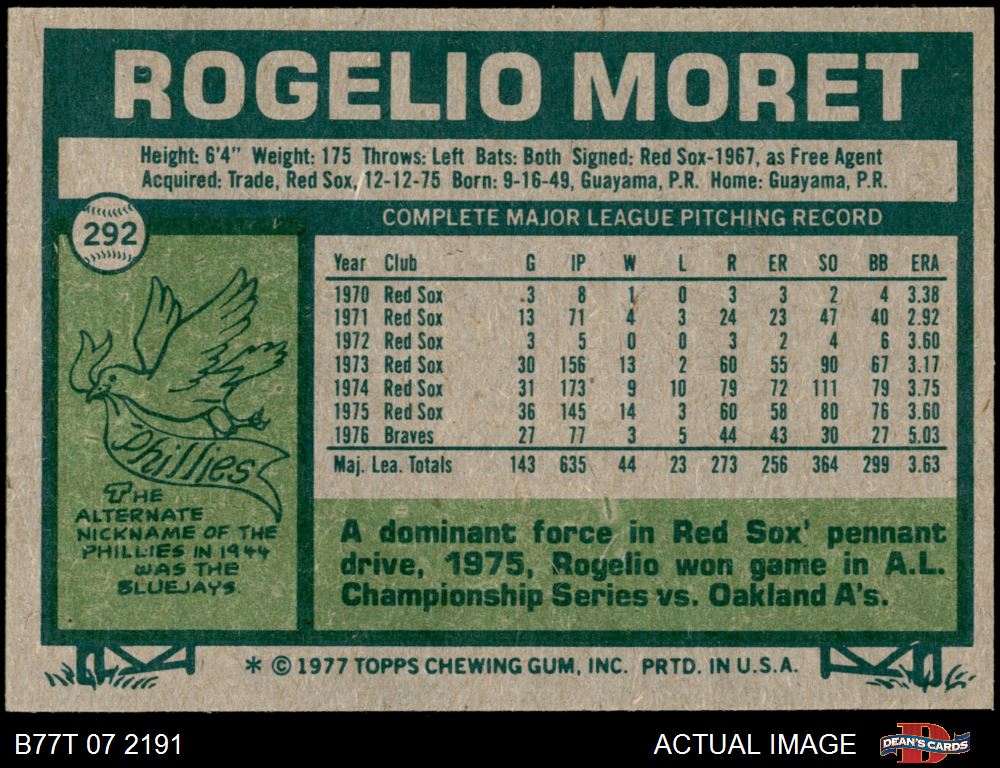 ROGELIO MORET
Height: 6'4" Weight: 175 Throws: Left Bats: Both Signed: Red Sox-1967, as Free Agent
Acquired: Trade, Red Sox, 12-12-75 Born: 9-16-49, Guayama, P.R. Home: Guayama, P.R.
292
COMPLETE MAJOR LEAGUE PITCHING RECORD
Year Club G IP W L R ER SO BB ERA
1970 Red Sox 3 8 1 0 3 3 2 4 3.38
1971 Red Sox 13 71 4 3 24 23 47 40 2.92
1972 Red Sox 3 5 0 0 3 2 4 6 3.60
1973 Red Sox 30 156 13 2 60 55 90 67 3.17
1974 Red Sox 31 173 9 10 79 72 111 79 3.75
1975 Red Sox 36 145 14 3 60 58 80 76 3.60
1976 Braves 27 77 3 5 44 43 30 27 5.03
Maj. Lea. Totals 143 635 44 23 273 256 364 299 3.63
Phillies
THE
ALTERNATE
NICKNAME OF THE
PHILLIES IN 1944
WAS THE
BLUEJAYS.
A dominant force in Red Sox' pennant
drive, 1975, Rogelio won game in A.L.
Championship Series vs. Oakland A's.
* © 1977 TOPPS CHEWING GUM, INC. PRTD. IN U.S.A.
B77T 07 2191
ACTUAL IMAGE
DEAN'S CARDS